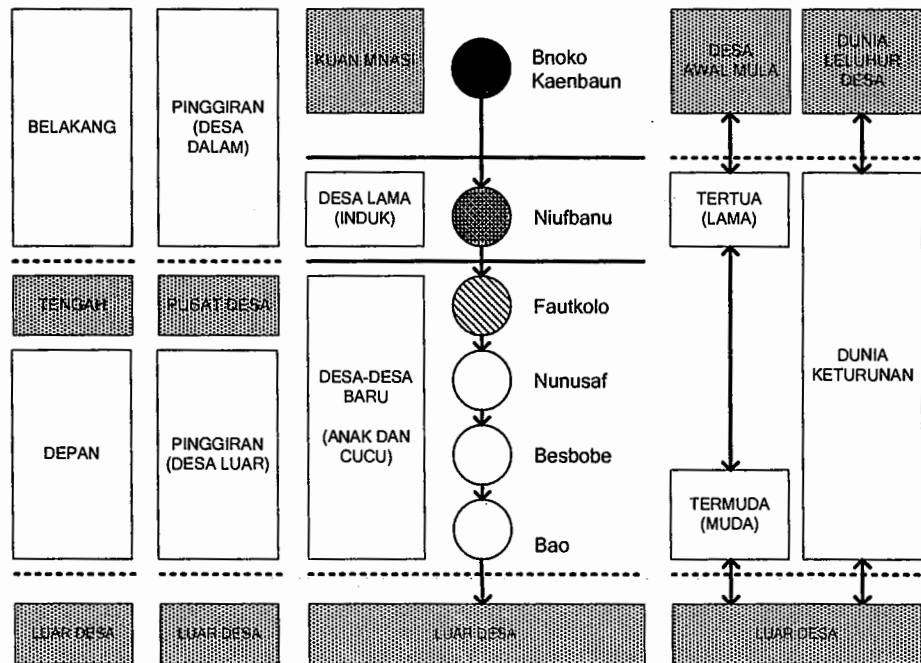 BELAKANG
PINGGIRAN
(DESA
DALAM)
KUAN MNASI
Bnoko
Kaenbaun
DESA
AWAL MULA
DUNIA
LELUHUR
DESA
DESA LAMA
(INDUK)
Niufbanu
TERTUA
(LAMA)
TENGAH
PUSAT DESA
Fautkolo
DESA-DESA
BARU
(ANAK DAN
CUCU)
Nunusaf
DUNIA
KETURUNAN
DEPAN
PINGGIRAN
(DESA LUAR)
Besbobe
TERMUDA
(MUDA)
Bao
LUAR DESA
LUAR DESA
LUAR DESA
LUAR DESA